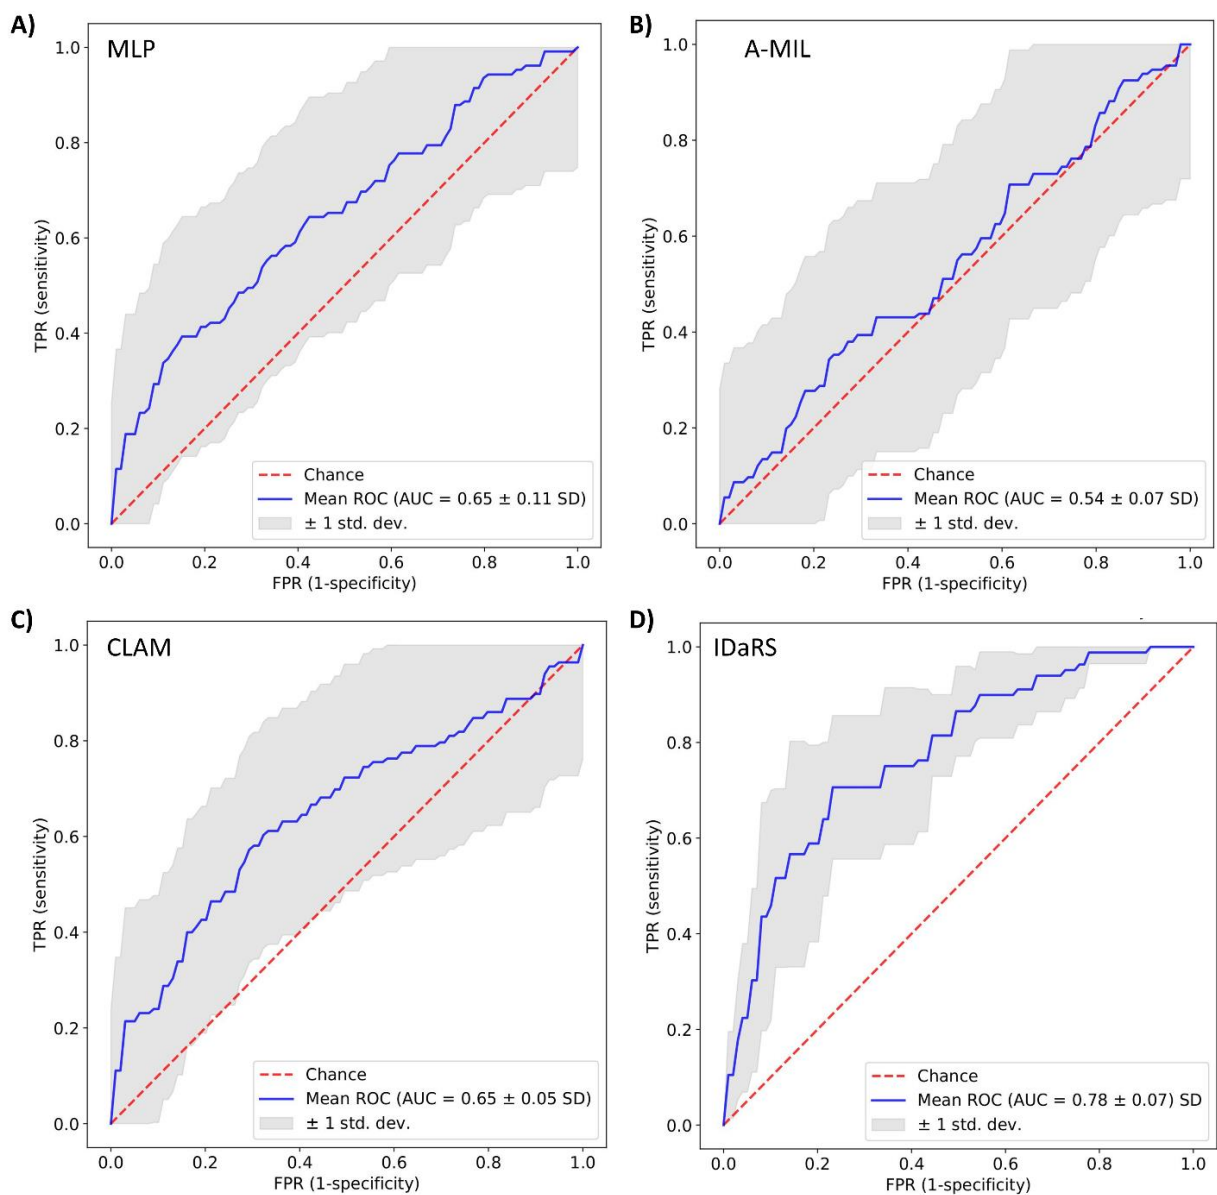 A)
MLP
1.0
0.8
0.6
0.4
0.2
0.0
TPR (sensitivity)
Chance
Mean ROC (AUC = 0.65 ± 0.11 SD)
± 1 std. dev.
0.0 0.2 0.4 0.6 0.8 1.0
FPR (1-specificity)
B)
A-MIL
1.0
0.8
0.6
0.4
0.2
0.0
TPR (sensitivity)
Chance
Mean ROC (AUC = 0.54 ± 0.07 SD)
± 1 std. dev.
0.0 0.2 0.4 0.6 0.8 1.0
FPR (1-specificity)
C)
CLAM
1.0
0.8
0.6
0.4
0.2
0.0
TPR (sensitivity)
Chance
Mean ROC (AUC = 0.65 ± 0.05 SD)
± 1 std. dev.
0.0 0.2 0.4 0.6 0.8 1.0
FPR (1-specificity)
D)
IDaRS
1.0
0.8
0.6
0.4
0.2
0.0
TPR (sensitivity)
Chance
Mean ROC (AUC = 0.78 ± 0.07) SD
± 1 std. dev.
0.0 0.2 0.4 0.6 0.8 1.0
FPR (1-specificity)